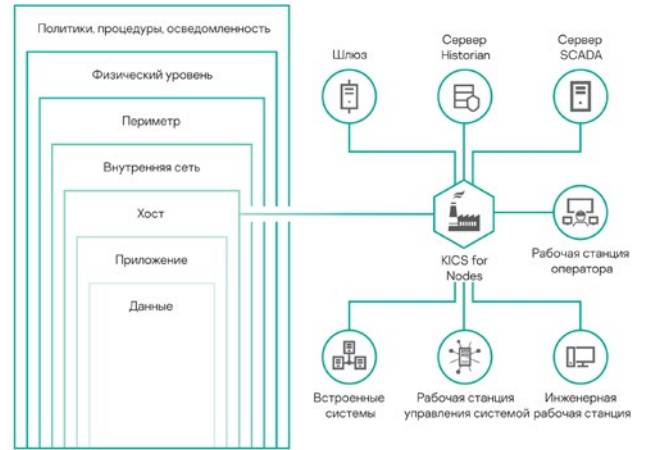 Политики, процедуры, осведомленность
Физический уровень
Периметр
Внутренняя сеть
Хост
Приложение
Данные
Шлюз
Сервер
Historian
Сервер
SCADA
KICS for
Nodes
Рабочая станция
оператора
Встроенные
системы
Рабочая станция
управления системой
Инженерная
рабочая станция